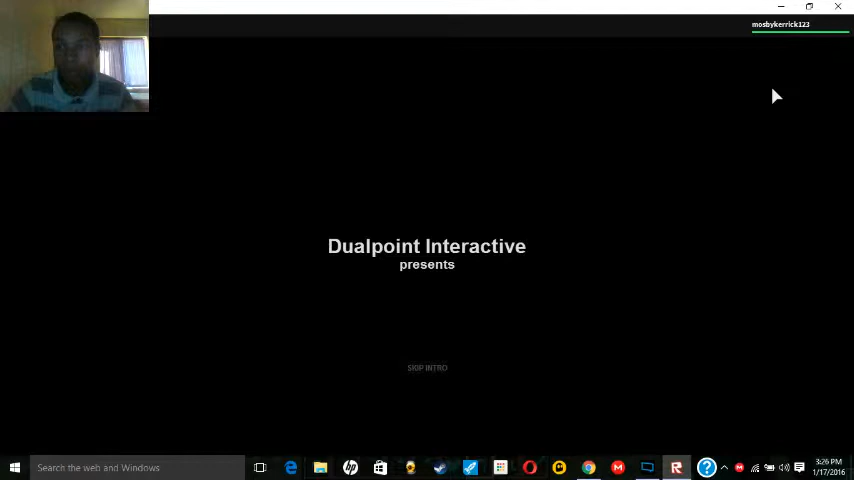 mosbykerrick123
Dualpoint Interactive
presents
SKIP INTRO
Search the web and Windows
3:26 PM
1/17/2016